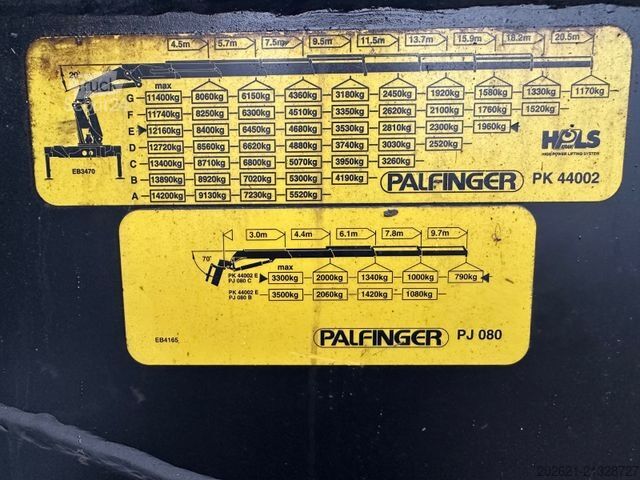 4.5m 5.7m 7.5m 9.5m 11.5m 13.7m 15.9m 18.2m 20.5m
20°
max
G 11400kg 8060kg 6150kg 4360kg 3180kg 2450kg 1920kg 1580kg 1330kg 1170kg
F 11740kg 8250kg 6300kg 4510kg 3350kg 2620kg 2100kg 1760kg 1520kg
E 12160kg 8400kg 6450kg 4680kg 3530kg 2810kg 2300kg 1960kg
D 12720kg 8560kg 6620kg 4880kg 3740kg 3030kg 2520kg
C 13400kg 8710kg 6800kg 5070kg 3950kg 3260kg
B 13890kg 8920kg 7020kg 5300kg 4190kg
A 14200kg 9130kg 7230kg 5520kg
EB3470
HPLS
HIGH POWER LIFTING SYSTEM
PALFINGER PK 44002
3.0m 4.4m 6.1m 7.8m 9.7m
70°
max
PK 44002 E
PJ 080 C 3300kg 2000kg 1340kg 1000kg 790kg
PK 44002 E
PJ 080 B 3500kg 2060kg 1420kg 1080kg
EB4165
PALFINGER PJ 080